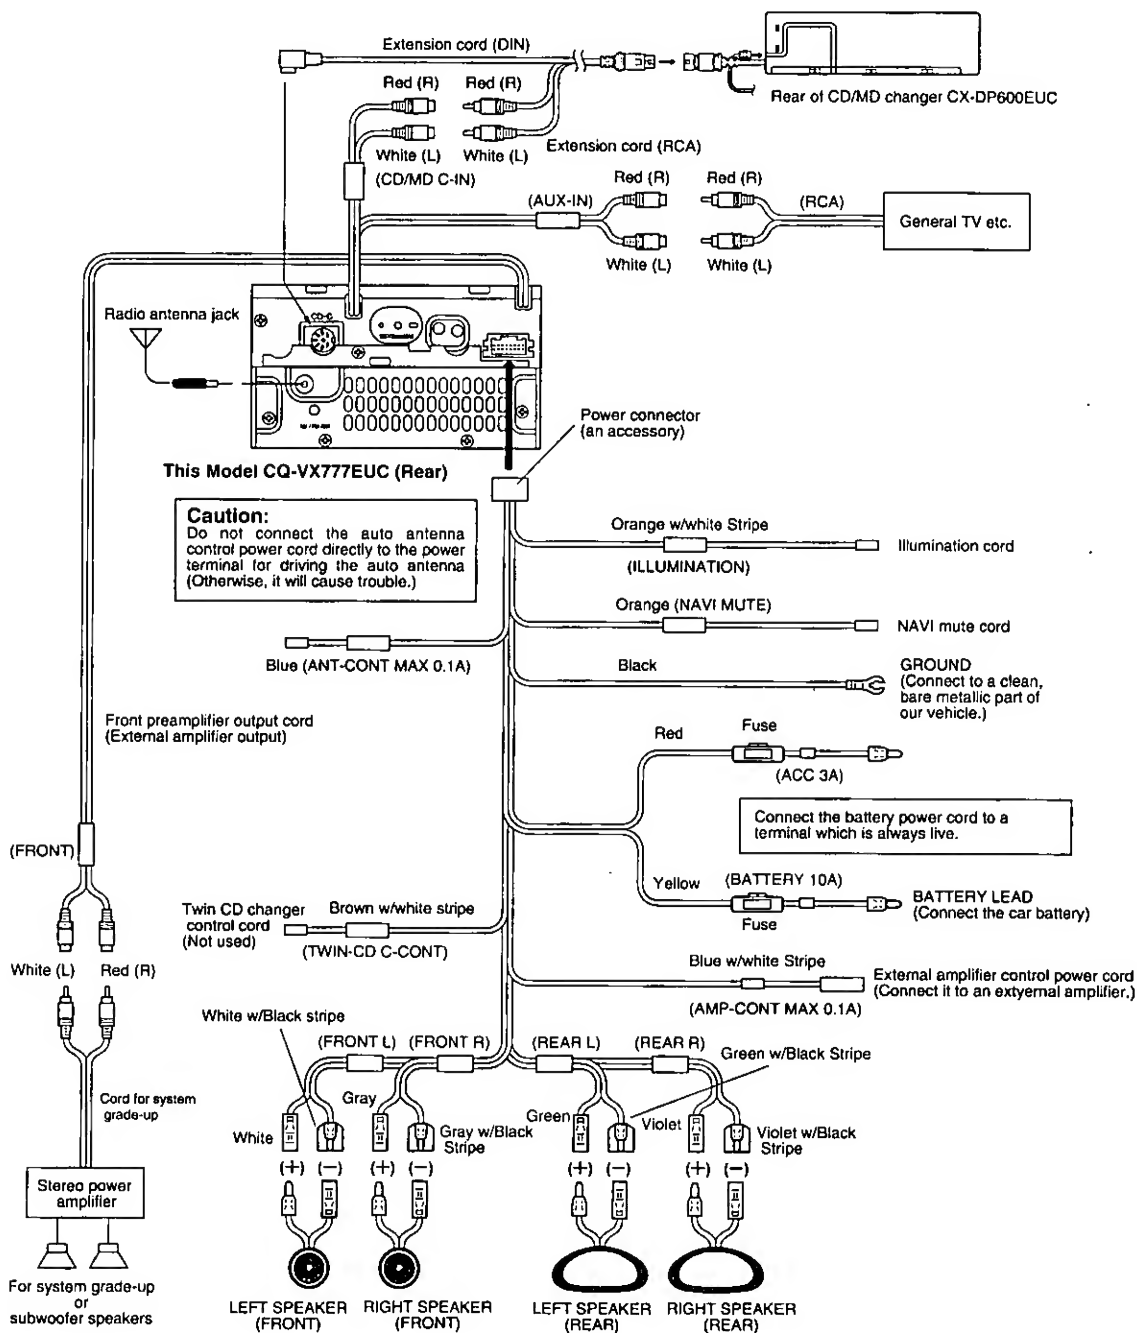 Extension cord (DIN)
Red (R)
Red (R)
Rear of CD/MD changer CX-DP600EUC
White (L)
White (L)
Extension cord (RCA)
(CD/MD C-IN)
Red (R)
Red (R)
(AUX-IN)
(RCA)
General TV etc.
White (L)
White (L)
Radio antenna jack
Power connector
(an accessory)
This Model CQ-VX777EUC (Rear)
Caution:
Do not connect the auto antenna
control power cord directly to the power
terminal for driving the auto antenna
(Otherwise, it will cause trouble.)
Orange w/white Stripe
Illumination cord
(ILLUMINATION)
Orange (NAVI MUTE)
NAVI mute cord
Blue (ANT-CONT MAX 0.1A)
Black
GROUND
(Connect to a clean,
bare metallic part of
our vehicle.)
Front preamplifier output cord
(External amplifier output)
Red
Fuse
(ACC 3A)
Connect the battery power cord to a
terminal which is always live.
(FRONT)
Yellow
(BATTERY 10A)
BATTERY LEAD
(Connect the car battery)
Fuse
Twin CD changer
control cord
(Not used)
Brown w/white stripe
(TWIN-CD C-CONT)
White (L)
Red (R)
Blue w/white Stripe
External amplifier control power cord
(Connect it to an extyernal amplifier.)
(AMP-CONT MAX 0.1A)
White w/Black stripe
(FRONT L)
(FRONT R)
(REAR L)
(REAR R)
Green w/Black Stripe
Cord for system
grade-up
Gray
White
Gray w/Black
Stripe
Green
Violet
Violet w/Black
Stripe
(+) (−)
(+) (−)
(+) (−)
(+) (−)
Stereo power
amplifier
For system grade-up
or
subwoofer speakers
LEFT SPEAKER
(FRONT)
RIGHT SPEAKER
(FRONT)
LEFT SPEAKER
(REAR)
RIGHT SPEAKER
(REAR)